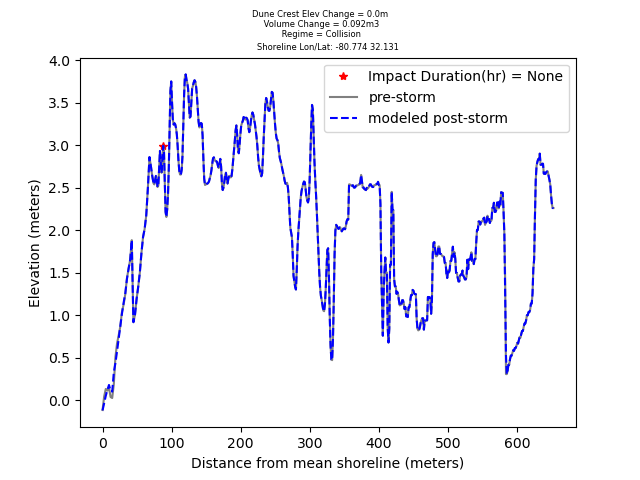 Dune Crest Elev Change = 0.0m
Volume Change = 0.092m3
Regime = Collision
Shoreline Lon/Lat: -80.774 32.131
Impact Duration(hr) = None
pre-storm
modeled post-storm
Elevation (meters)
4.0
3.5
3.0
2.5
2.0
1.5
1.0
0.5
0.0
0 100 200 300 400 500 600
Distance from mean shoreline (meters)